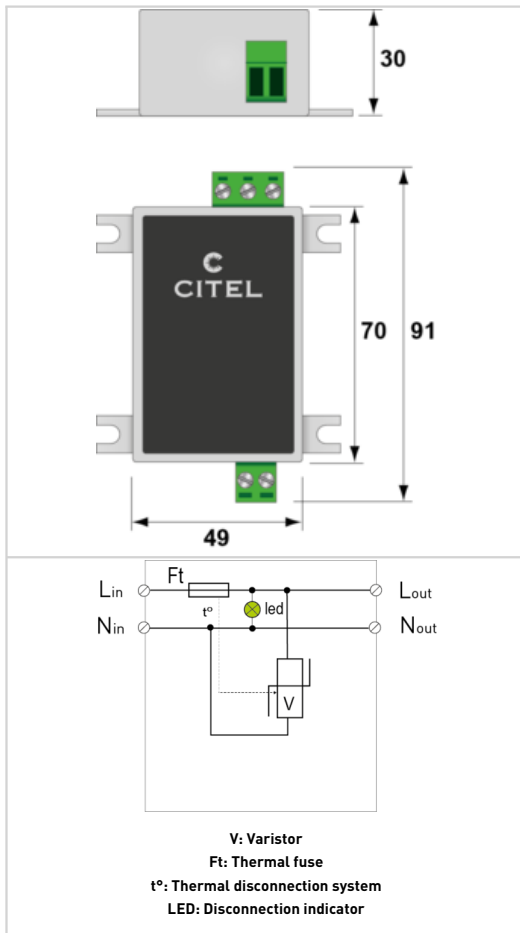 30
C
CITEL
70
91
49
Ft
Lin
Lout
t°
led
Nin
Nout
V
V: Varistor
Ft: Thermal fuse
t°: Thermal disconnection system
LED: Disconnection indicator